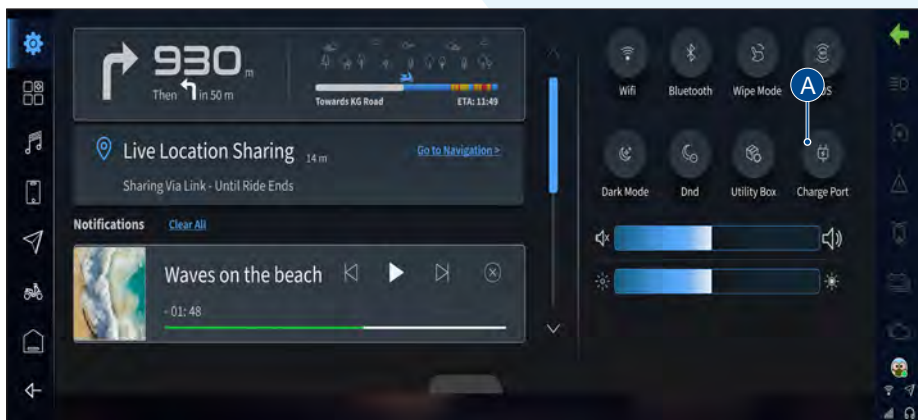 930 m
Then in 50 m
Towards KG Road
ETA: 11:49
Live Location Sharing 14 m
Go to Navigation >
Sharing Via Link - Until Ride Ends
Notifications
Clear All
Waves on the beach
- 01: 48
Wifi
Bluetooth
Wipe Mode
A
Dark Mode
Dnd
Utility Box
Charge Port